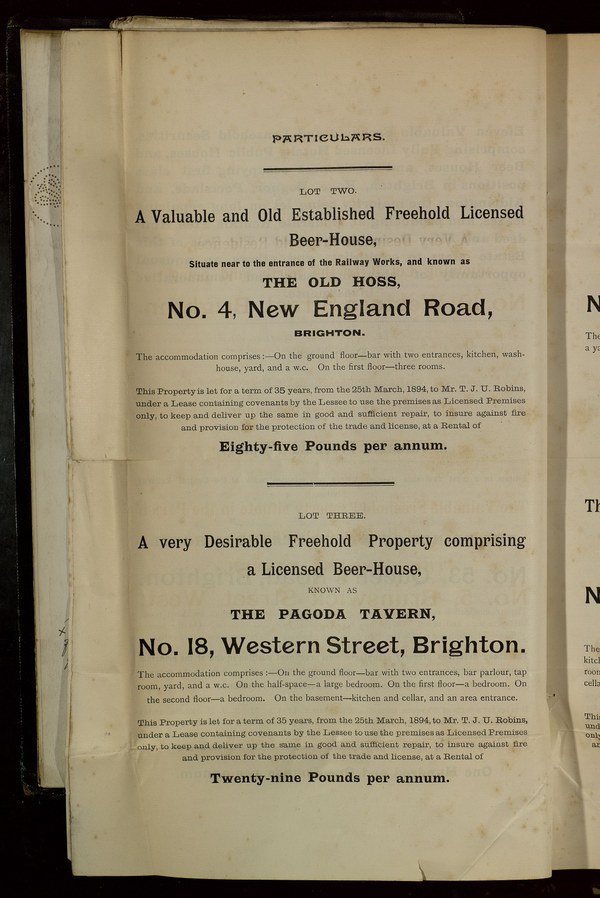 PARTICULARS.
LOT TWO.
A Valuable and Old Established Freehold Licensed
Beer-House,
Situate near to the entrance of the Railway Works, and known as
THE OLD HOSS,
No. 4, New England Road,
BRIGHTON.
The accommodation comprises:—On the ground floor—bar with two entrances, kitchen, wash-
house, yard, and a w.c. On the first floor—three rooms.
This Property is let for a term of 35 years, from the 25th March, 1894, to Mr. T. J. U. Robins,
under a Lease containing covenants by the Lessee to use the premises as Licensed Premises
only, to keep and deliver up the same in good and sufficient repair, to insure against fire
and provision for the protection of the trade and license, at a Rental of
Eighty-five Pounds per annum.
LOT THREE.
A very Desirable Freehold Property comprising
a Licensed Beer-House,
KNOWN AS
THE PAGODA TAVERN,
No. 18, Western Street, Brighton.
The accommodation comprises:—On the ground floor—bar with two entrances, bar parlour, tap
room, yard, and a w.c. On the half-space—a large bedroom. On the first floor—a bedroom. On
the second floor—a bedroom. On the basement—kitchen and cellar, and an area entrance.
This Property is let for a term of 35 years, from the 25th March, 1894, to Mr. T. J. U. Robins,
under a Lease containing covenants by the Lessee to use the premises as Licensed Premises
only, to keep and deliver up the same in good and sufficient repair, to insure against fire
and provision for the protection of the trade and license, at a Rental of
Twenty-nine Pounds per annum.